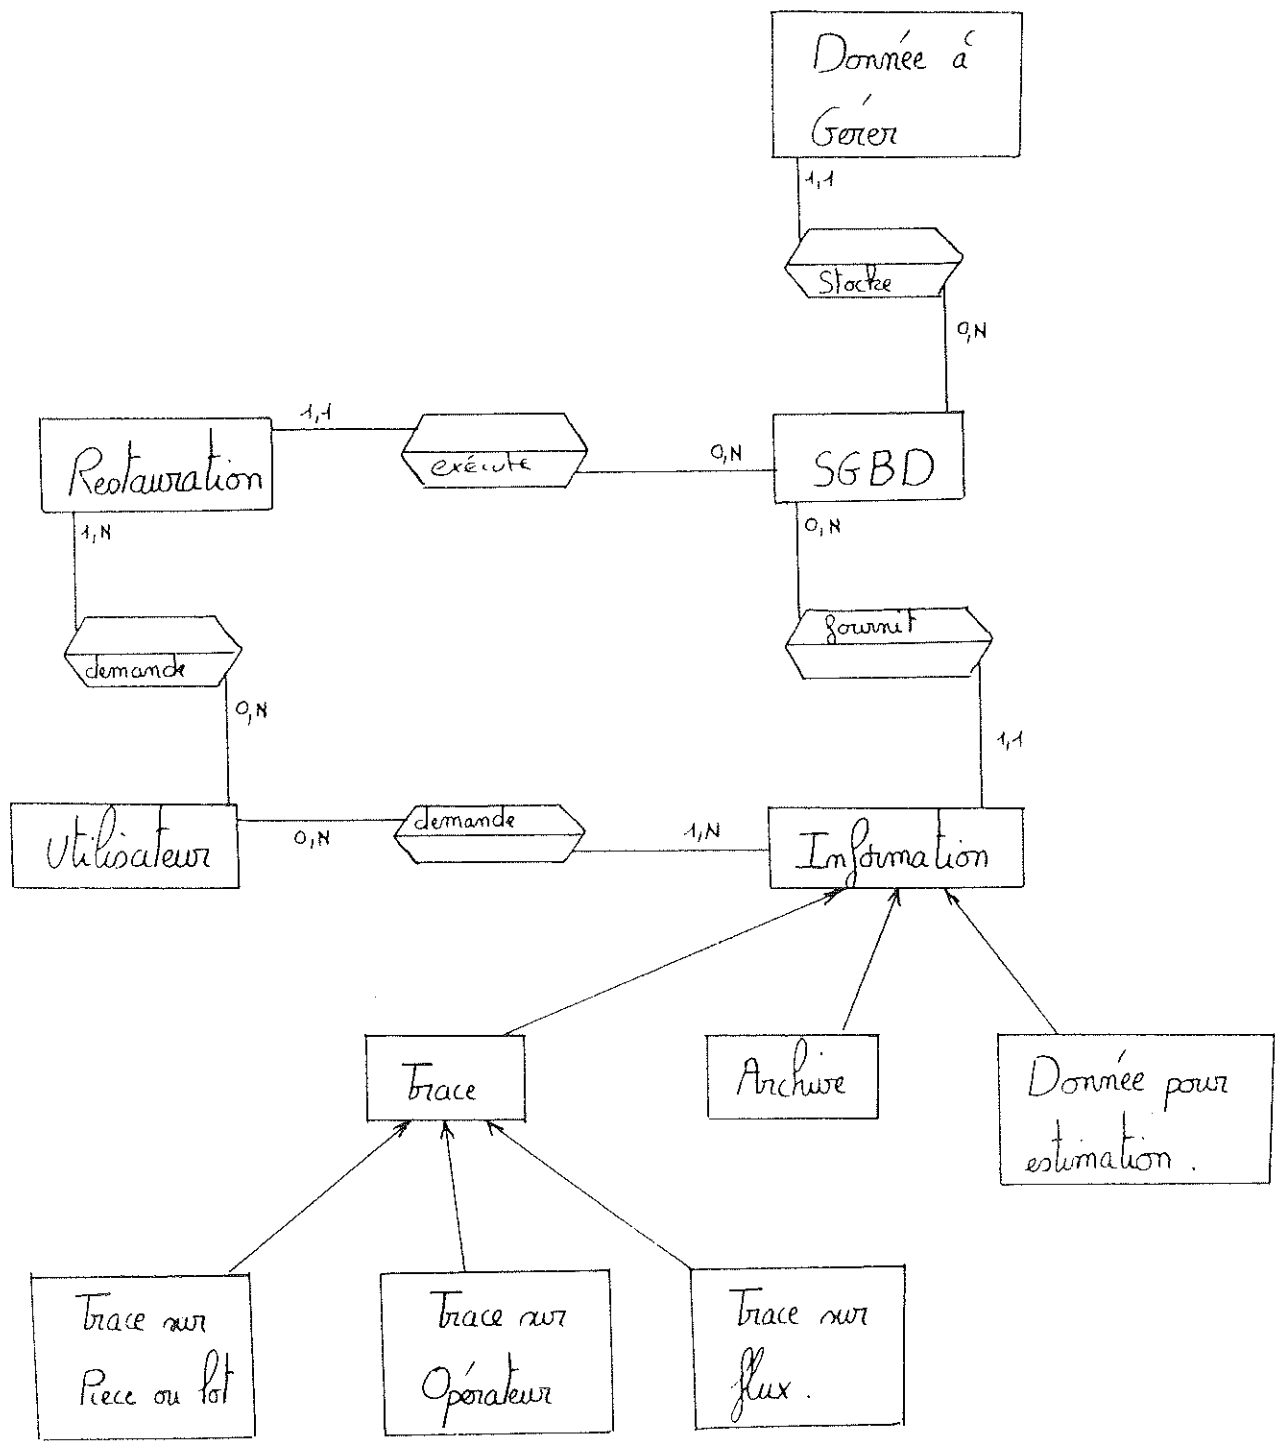 Donnée à
Gérer
1,1
Stocke
0,N
1,1
Restauration
exécute
0,N
SGBD
1,N
0,N
demande
fournit
0,N
1,1
Utilisateur
0,N
demande
1,N
Information
Trace
Archive
Donnée pour
estimation.
Trace sur
Piece ou lot
Trace sur
Opérateur
Trace sur
flux.